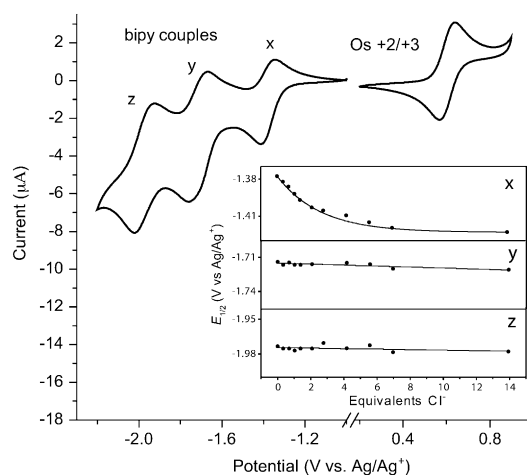 bipy couples
x
y
z
Os +2/+3
2
0
-2
-4
-6
-8
-10
-12
-14
-16
-18
Current (μA)
-2.0
-1.6
-1.2
0.4
0.8
Potential (V vs. Ag/Ag⁺)
-1.38
-1.41
x
-1.71
-1.74
y
-1.95
-1.98
z
E1/2 (V vs Ag/Ag⁺)
0 2 4 6 8 10 12 14
Equivalents Cl⁻